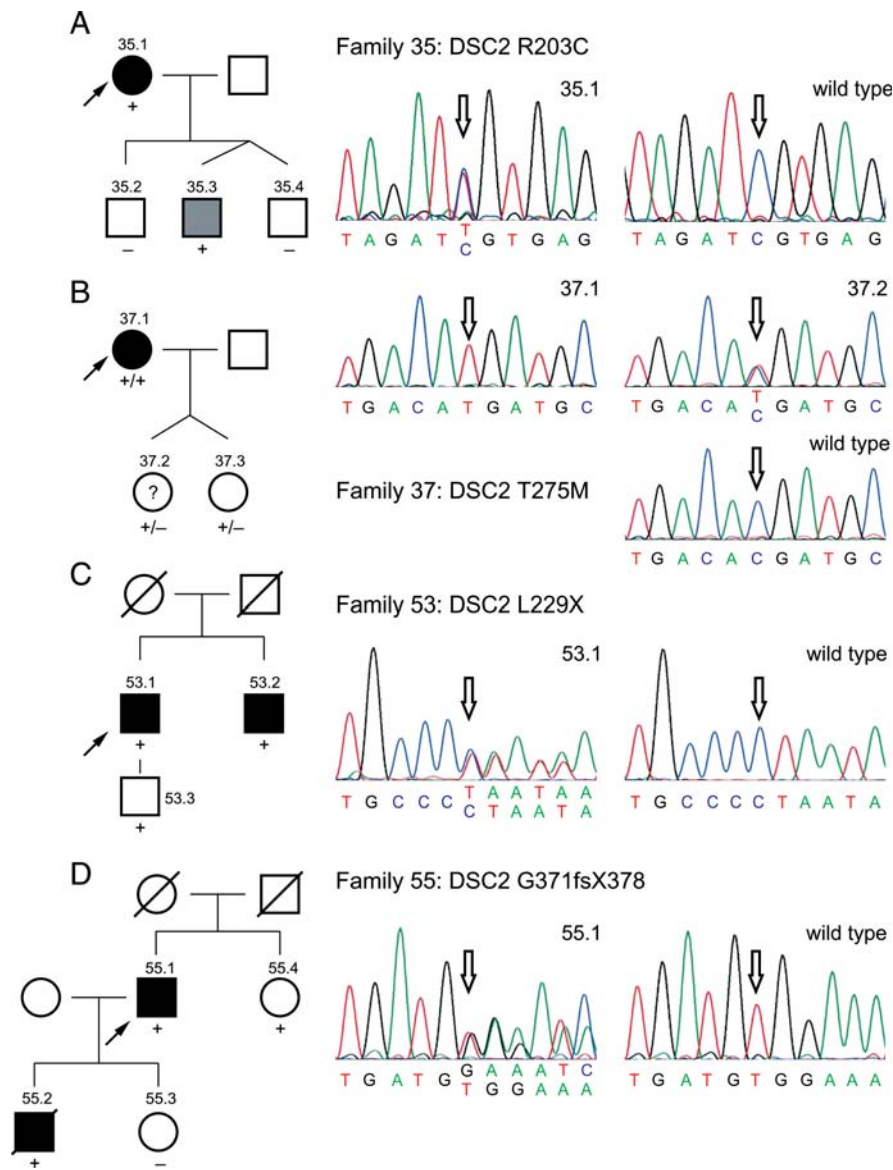 A
Family 35: DSC2 R203C
35.1
+
35.2
35.3
35.4
–
+
–
35.1
T A G A T T G T G A G
C
wild type
T A G A T C G T G A G
B
37.1
+/+
37.2
37.3
?
+/–
+/–
37.1
T G A C A T G A T G C
37.2
T G A C A T G A T G C
C
Family 37: DSC2 T275M
wild type
T G A C A C G A T G C
C
Family 53: DSC2 L229X
53.1
53.2
+
+
53.3
+
53.1
T G C C C T A A T A A
C T A A T A
wild type
T G C C C C T A A T A
D
Family 55: DSC2 G371fsX378
55.1
55.4
+
+
55.2
55.3
+
–
55.1
T G A T G G A A A T C
T G G A A A
wild type
T G A T G T G G A A A